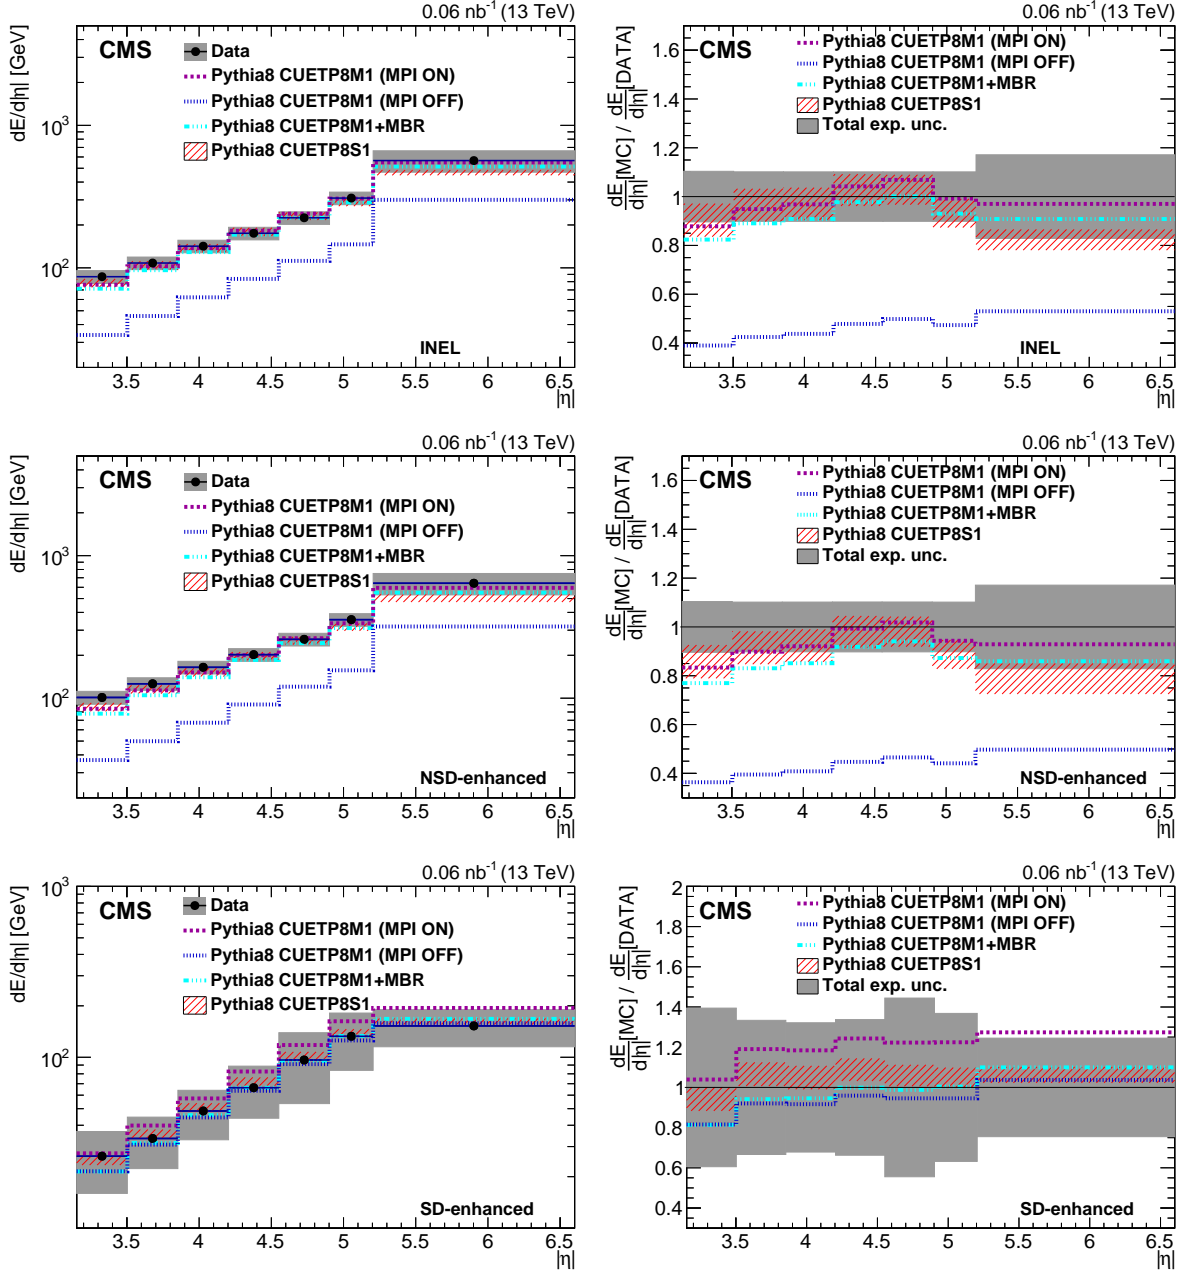 0.06 nb⁻¹ (13 TeV)
dE/d|η| [GeV]
CMS
Data
Pythia8 CUETP8M1 (MPI ON)
Pythia8 CUETP8M1 (MPI OFF)
Pythia8 CUETP8M1+MBR
Pythia8 CUETP8S1
10³
10²
INEL
3.5 4 4.5 5 5.5 6 6.5
|η|
0.06 nb⁻¹ (13 TeV)
dE/d|η| [MC] / dE/d|η| [DATA]
CMS
Pythia8 CUETP8M1 (MPI ON)
Pythia8 CUETP8M1 (MPI OFF)
Pythia8 CUETP8M1+MBR
Pythia8 CUETP8S1
Total exp. unc.
1.6
1.4
1.2
1
0.8
0.6
0.4
INEL
3.5 4 4.5 5 5.5 6 6.5
|η|
0.06 nb⁻¹ (13 TeV)
dE/d|η| [GeV]
CMS
Data
Pythia8 CUETP8M1 (MPI ON)
Pythia8 CUETP8M1 (MPI OFF)
Pythia8 CUETP8M1+MBR
Pythia8 CUETP8S1
10³
10²
NSD-enhanced
3.5 4 4.5 5 5.5 6 6.5
|η|
0.06 nb⁻¹ (13 TeV)
dE/d|η| [MC] / dE/d|η| [DATA]
CMS
Pythia8 CUETP8M1 (MPI ON)
Pythia8 CUETP8M1 (MPI OFF)
Pythia8 CUETP8M1+MBR
Pythia8 CUETP8S1
Total exp. unc.
1.6
1.4
1.2
1
0.8
0.6
0.4
NSD-enhanced
3.5 4 4.5 5 5.5 6 6.5
|η|
0.06 nb⁻¹ (13 TeV)
dE/d|η| [GeV]
CMS
Data
Pythia8 CUETP8M1 (MPI ON)
Pythia8 CUETP8M1 (MPI OFF)
Pythia8 CUETP8M1+MBR
Pythia8 CUETP8S1
10³
10²
SD-enhanced
3.5 4 4.5 5 5.5 6 6.5
|η|
0.06 nb⁻¹ (13 TeV)
dE/d|η| [MC] / dE/d|η| [DATA]
CMS
Pythia8 CUETP8M1 (MPI ON)
Pythia8 CUETP8M1 (MPI OFF)
Pythia8 CUETP8M1+MBR
Pythia8 CUETP8S1
Total exp. unc.
2
1.8
1.6
1.4
1.2
1
0.8
0.6
0.4
SD-enhanced
3.5 4 4.5 5 5.5 6 6.5
|η|